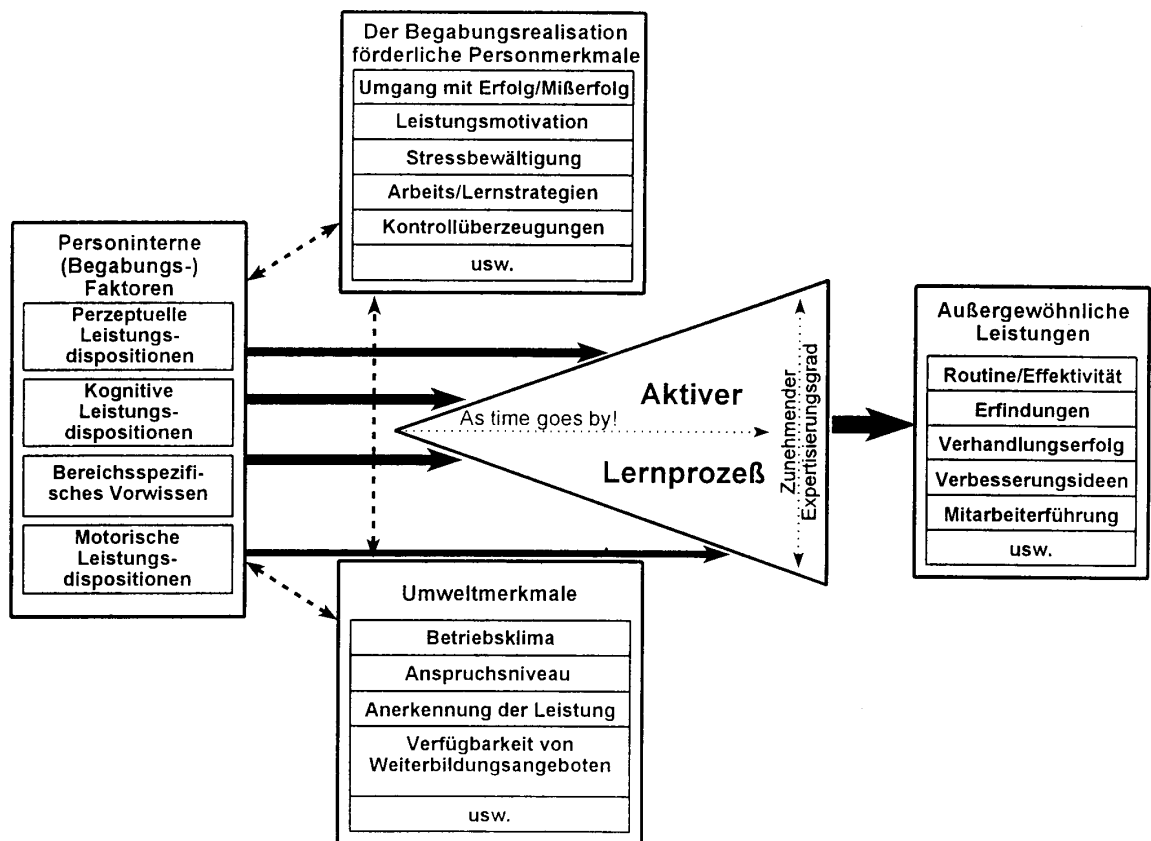 Der Begabungsrealisation
förderliche Personmerkmale
Umgang mit Erfolg/Mißerfolg
Leistungsmotivation
Stressbewältigung
Arbeits/Lernstrategien
Kontrollüberzeugungen
usw.
Personinterne
(Begabungs-)
Faktoren
Perzeptuelle
Leistungs-
dispositionen
Kognitive
Leistungs-
dispositionen
Bereichsspezifi-
sches Vorwissen
Motorische
Leistungs-
dispositionen
Aktiver
As time goes by!
Lernprozeß
Zunehmender
Expertisierungsgrad
Außergewöhnliche
Leistungen
Routine/Effektivität
Erfindungen
Verhandlungserfolg
Verbesserungsideen
Mitarbeiterführung
usw.
Umweltmerkmale
Betriebsklima
Anspruchsniveau
Anerkennung der Leistung
Verfügbarkeit von
Weiterbildungsangeboten
usw.